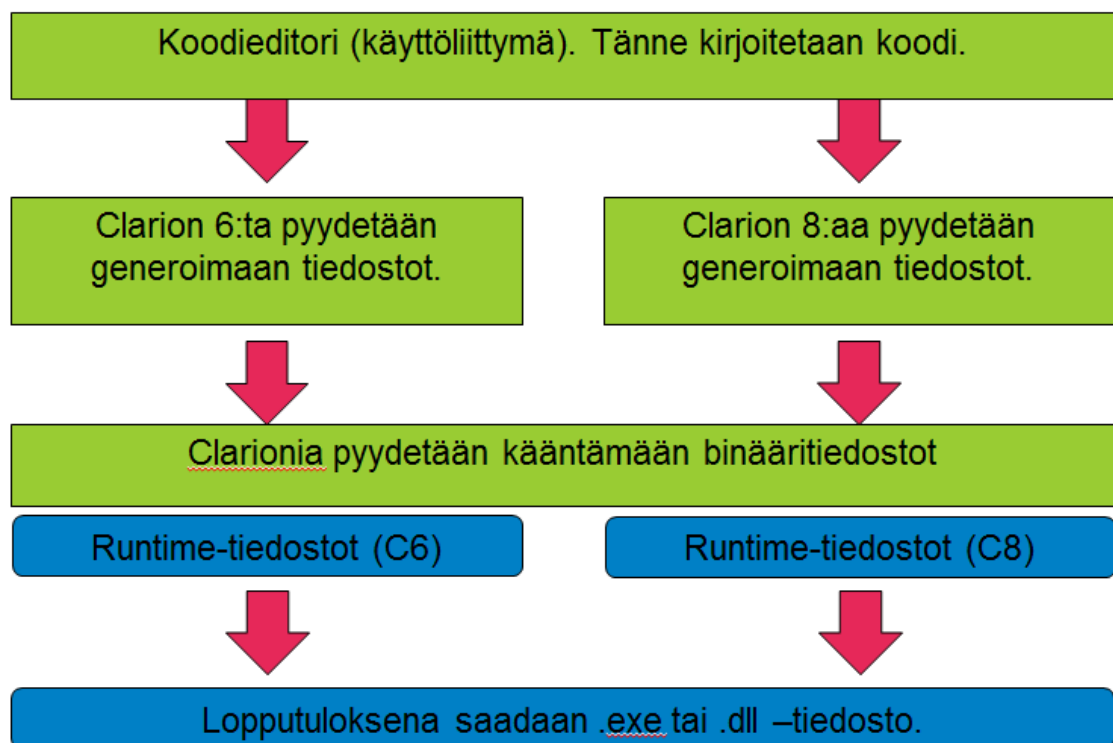 Koodieditori (käyttöliittymä). Tänne kirjoitetaan koodi.
Clarion 6:ta pyydetään
generoimaan tiedostot.
Clarion 8:aa pyydetään
generoimaan tiedostot.
Clarionia pyydetään kääntämään binääritiedostot
Runtime-tiedostot (C6)
Runtime-tiedostot (C8)
Lopputuloksena saadaan .exe tai .dll –tiedosto.